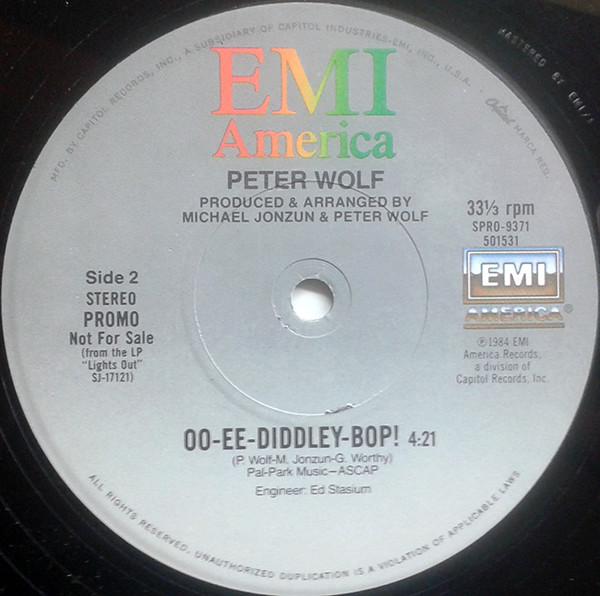 MFD. BY CAPITOL RECORDS, INC., A SUBSIDIARY OF CAPITOL INDUSTRIES-EMI, INC., U.S.A. · Capitol MARCA REG.
MASTERED BY EMI/
EMI
America
PETER WOLF
PRODUCED & ARRANGED BY
MICHAEL JONZUN & PETER WOLF
33⅓ rpm
SPRO-9371
501531
EMI
AMERICA®
Side 2
STEREO
PROMO
Not For Sale
(from the LP
"Lights Out"
SJ-17121)
℗1984 EMI
America Records,
a division of
Capitol Records, Inc.
OO-EE-DIDDLEY-BOP! 4:21
(P. Wolf-M. Jonzun-G. Worthy)
Pal-Park Music–ASCAP
Engineer: Ed Stasium
ALL RIGHTS RESERVED. UNAUTHORIZED DUPLICATION IS A VIOLATION OF APPLICABLE LAWS